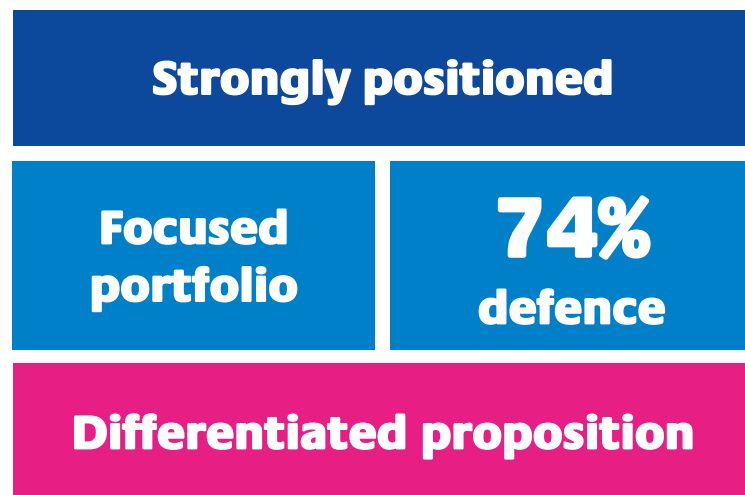 Strongly positioned
Focused
portfolio
74%
defence
Differentiated proposition